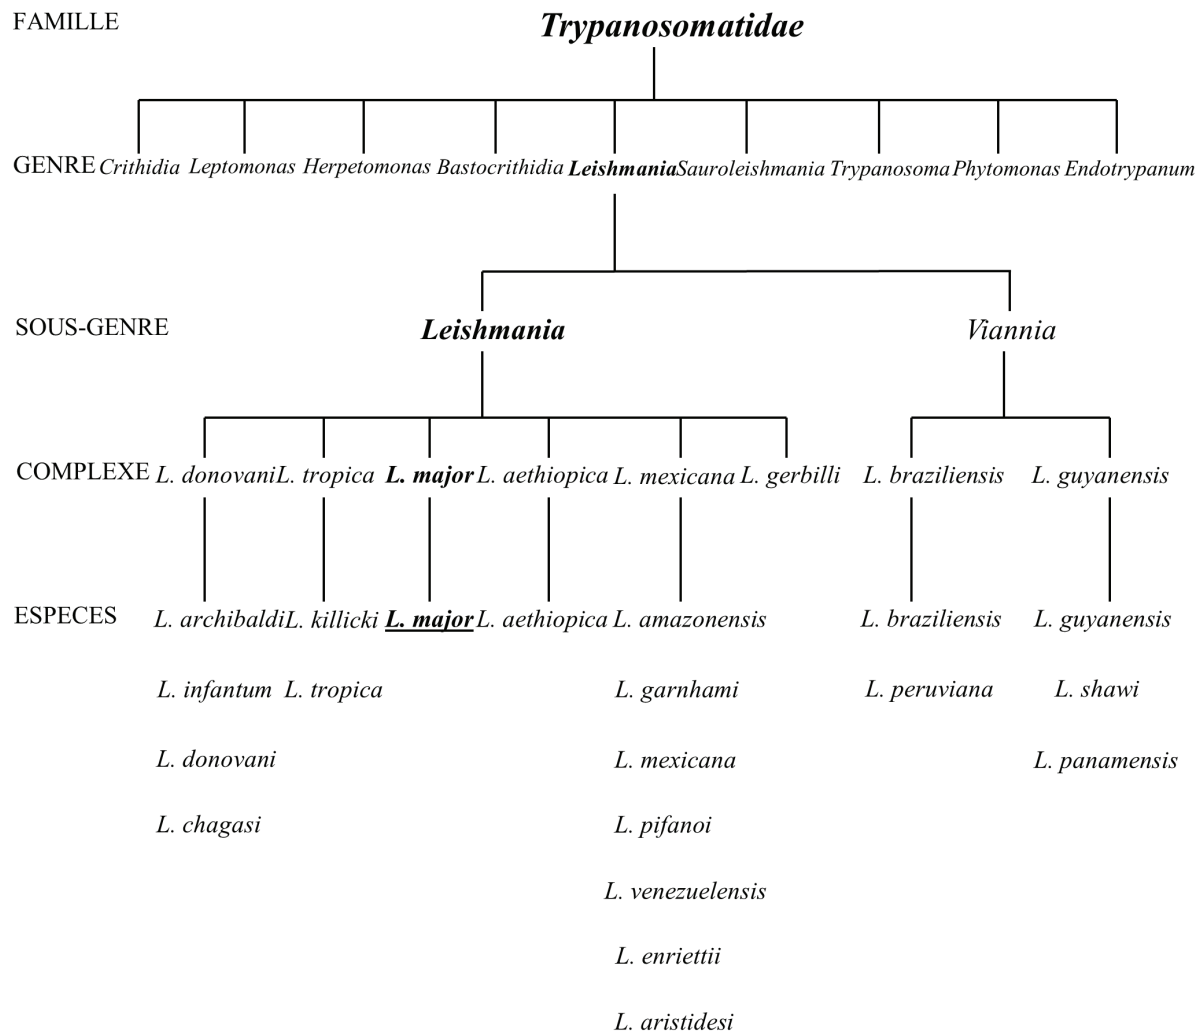 FAMILLE Trypanosomatidae
GENRE Crithidia Leptomonas Herpetomonas Bastocrithidia Leishmania Sauroleishmania Trypanosoma Phytomonas Endotrypanum
SOUS-GENRE Leishmania Viannia
COMPLEXE L. donovani L. tropica L. major L. aethiopica L. mexicana L. gerbilli L. braziliensis L. guyanensis
ESPECES L. archibaldi L. killicki L. major L. aethiopica L. amazonensis L. braziliensis L. guyanensis
L. infantum L. tropica L. garnhami L. peruviana L. shawi
L. donovani L. mexicana L. panamensis
L. chagasi L. pifanoi
L. venezuelensis
L. enriettii
L. aristidesi